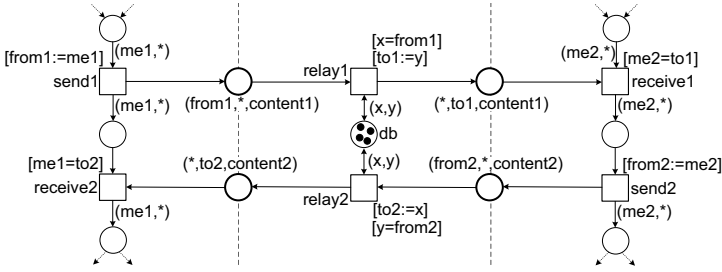 (me1,*)
[x=from1]
(me2,*)
[from1:=me1]
[to1:=y]
[me2=to1]
send1
relay1
receive1
(me1,*)
(from1,*,content1)
(x,y)
(*,to1,content1)
(me2,*)
db
[me1=to2]
(*,to2,content2)
(x,y)
(from2,*,content2)
[from2:=me2]
receive2
relay2
send2
(me1,*)
[to2:=x]
(me2,*)
[y=from2]